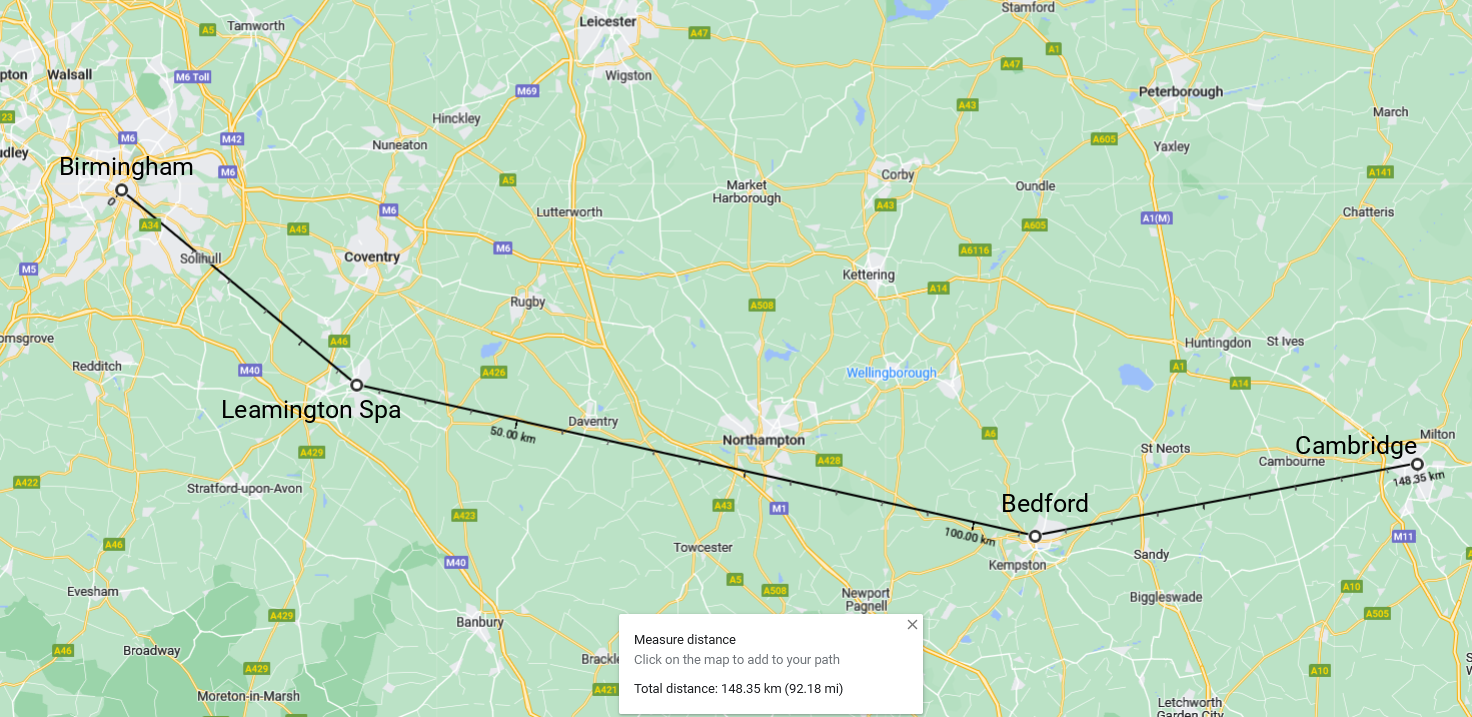 Stamford
Tamworth
Leicester
A5
A47
A1
A47
pton
Walsall
M6 Toll
Wigston
M69
Peterborough
A43
March
23
Hinckley
M6
M42
A605
Nuneaton
Yaxley
dley
Birmingham
M6
Corby
A141
A5
Market
Harborough
Oundle
0
M6
Lutterworth
A43
Chatteris
A34
A45
A605
A1(M)
M6
A6116
Solihull
Coventry
M5
Kettering
A14
Rugby
A508
omsgrove
A46
Huntingdon
St Ives
Redditch
M40
A426
Wellingborough
A1
A14
Leamington Spa
Daventry
50.00 km
Northampton
A6
Milton
Cambridge
A429
A428
St Neots
Cambourne
148.35 km
A422
Stratford-upon-Avon
Bedford
A43
M1
A423
100.00 km
M11
A46
Towcester
Sandy
M40
Kempston
A5
A508
Evesham
Newport
Pagnell
Biggleswade
A10
A429
A505
Banbury
Measure distance
Click on the map to add to your path
Total distance: 148.35 km (92.18 mi)
A46
Broadway
Brackle
A429
A10
A421
Moreton-in-Marsh
Letchworth
Garden City